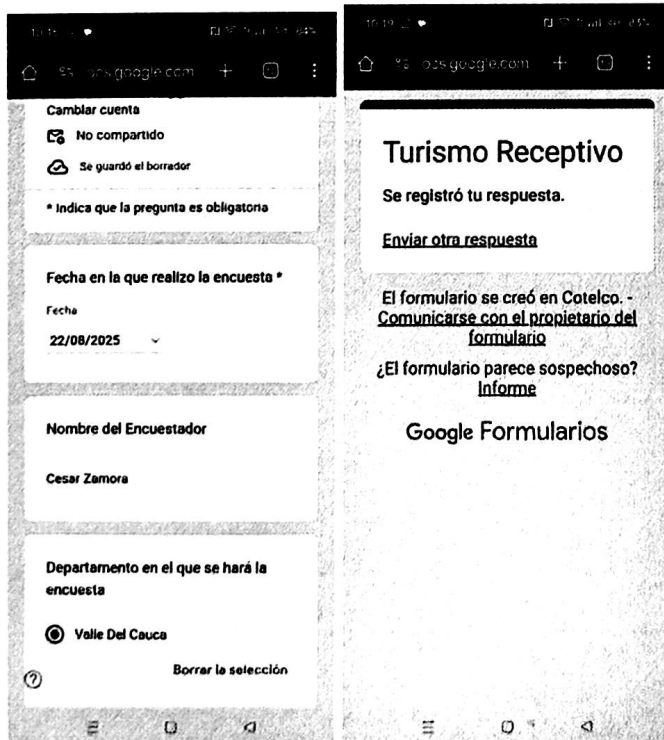 Cambiar cuenta
No compartido
Se guardó el borrador
* Indica que la pregunta es obligatoria
Fecha en la que realizo la encuesta *
Fecha
22/08/2025
Nombre del Encuestador
Cesar Zamora
Departamento en el que se hará la
encuesta
Valle Del Cauca
Borrar la selección
Turismo Receptivo
Se registró tu respuesta.
Enviar otra respuesta
El formulario se creó en Cotelco. -
Comunicarse con el propietario del
formulario
¿El formulario parece sospechoso?
Informe
Google Formularios